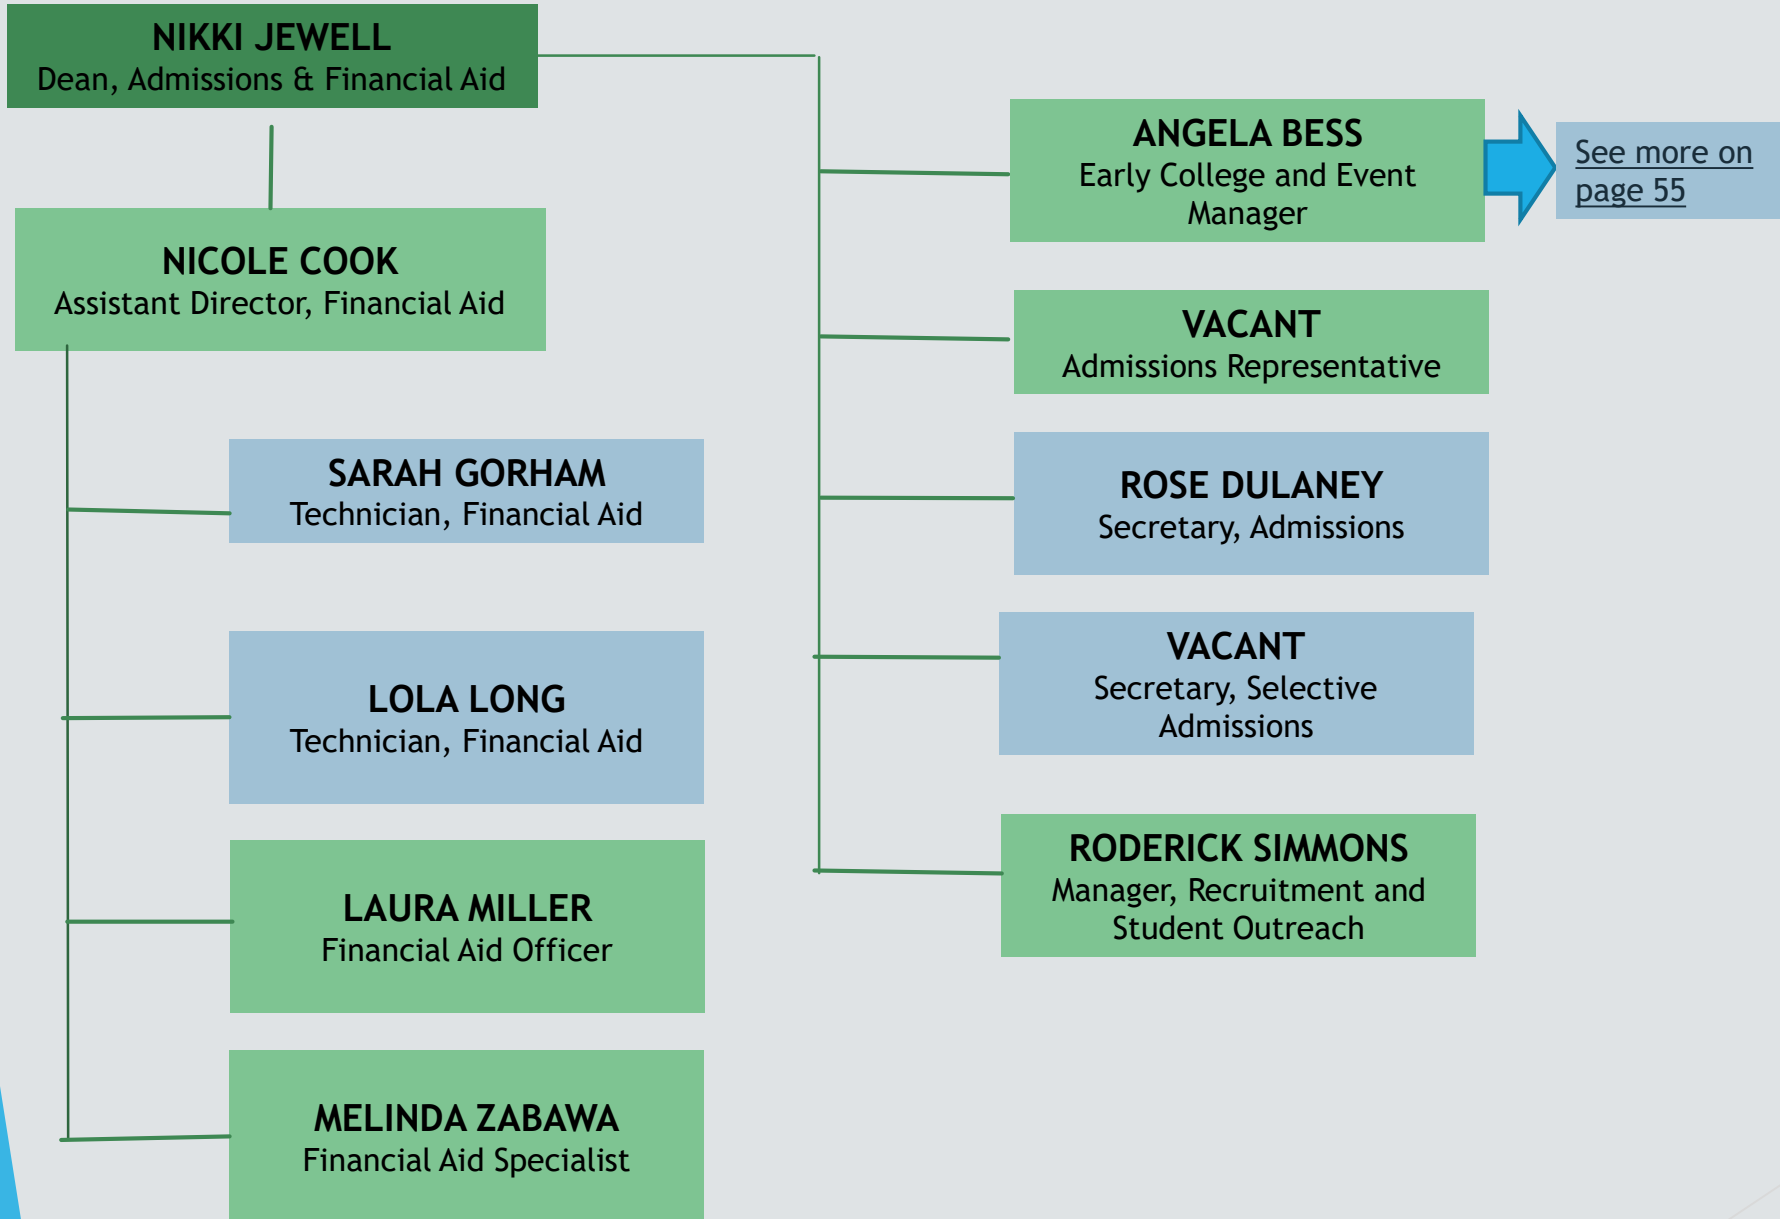 NIKKI JEWELL
Dean, Admissions & Financial Aid
NICOLE COOK
Assistant Director, Financial Aid
SARAH GORHAM
Technician, Financial Aid
LOLA LONG
Technician, Financial Aid
LAURA MILLER
Financial Aid Officer
MELINDA ZABAWA
Financial Aid Specialist
ANGELA BESS
Early College and Event
Manager
See more on
page 55
VACANT
Admissions Representative
ROSE DULANEY
Secretary, Admissions
VACANT
Secretary, Selective
Admissions
RODERICK SIMMONS
Manager, Recruitment and
Student Outreach